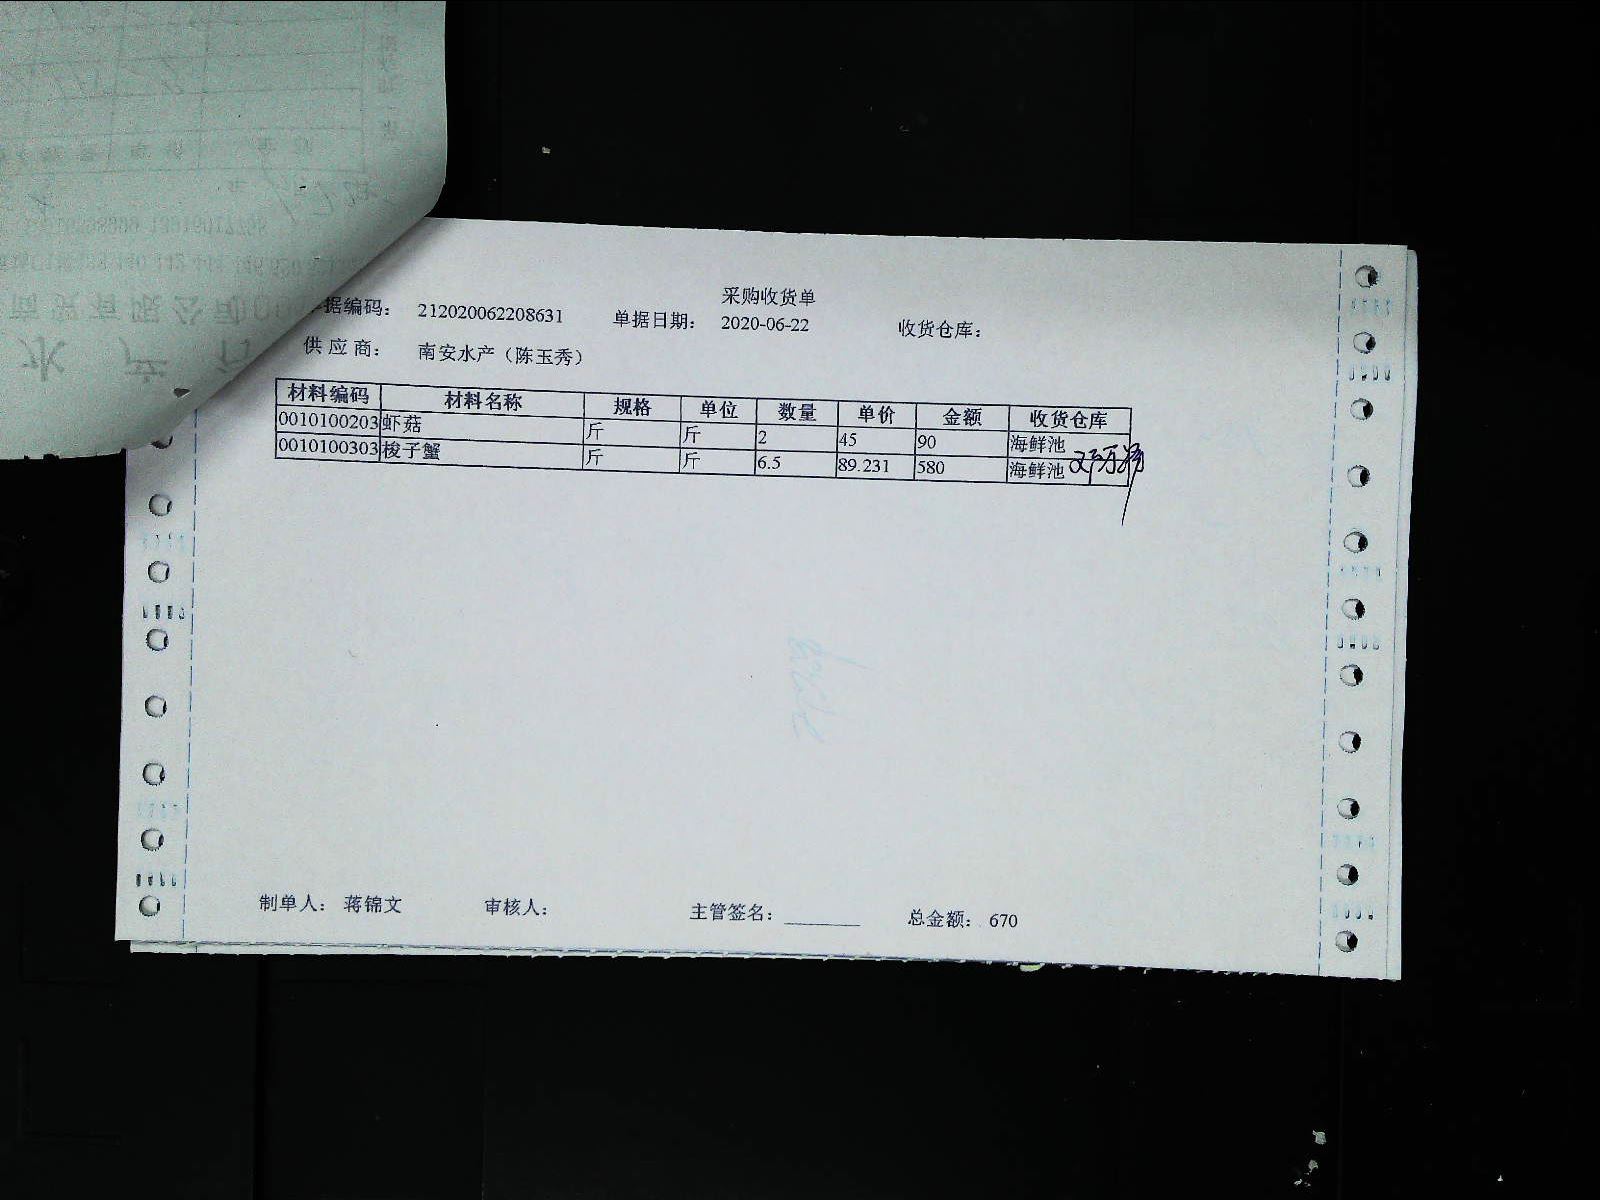 采购收货单
据编码: 212020062208631 单据日期: 2020-06-22 收货仓库:
供应商: 南安水产（陈玉秀）
材料编码 材料名称 规格 单位 数量 单价 金额 收货仓库
0010100203 虾菇 斤 斤 2 45 90 海鲜池
0010100303 梭子蟹 斤 斤 6.5 89.231 580 海鲜池
制单人: 蒋锦文 审核人: 主管签名: 总金额: 670